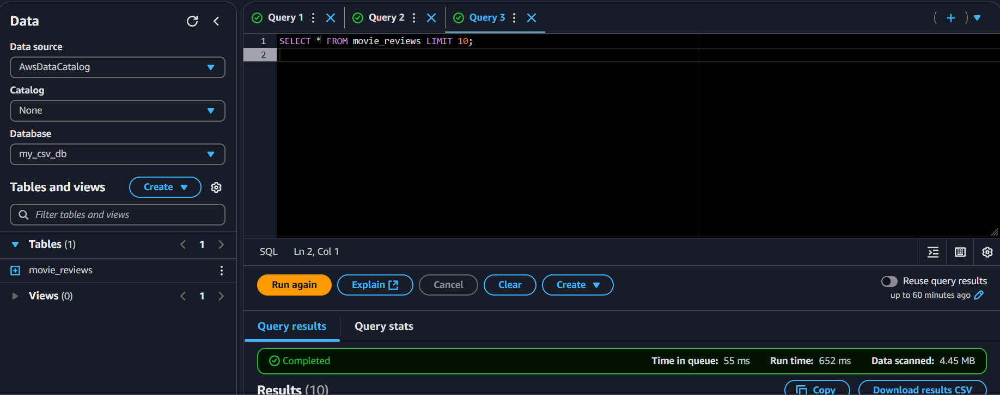 Data
Data source
AwsDataCatalog
Catalog
None
Database
my_csv_db
Tables and views
Create
Filter tables and views
Tables (1)
1
movie_reviews
Views (0)
1
Query 1
Query 2
Query 3
1 SELECT * FROM movie_reviews LIMIT 10;
2
SQL Ln 2, Col 1
Run again Explain Cancel Clear Create
Reuse query results
up to 60 minutes ago
Query results Query stats
Completed Time in queue: 55 ms Run time: 652 ms Data scanned: 4.45 MB
Results (10) Copy Download results CSV